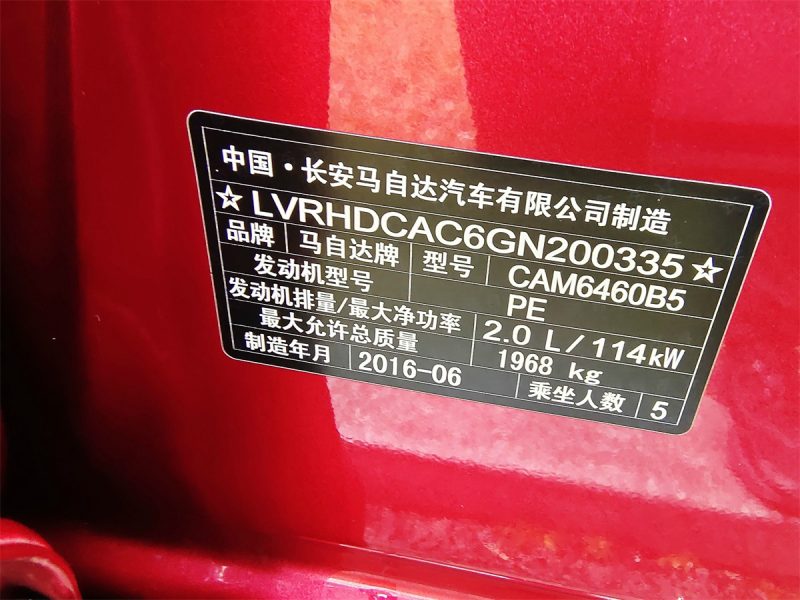 中国·长安马自达汽车有限公司制造
☆LVRHDCAC6GN200335☆
品牌 马自达牌 型号 CAM6460B5
发动机型号 PE
发动机排量/最大净功率 2.0 L/114kW
最大允许总质量 1968 kg
制造年月 2016-06 乘坐人数 5